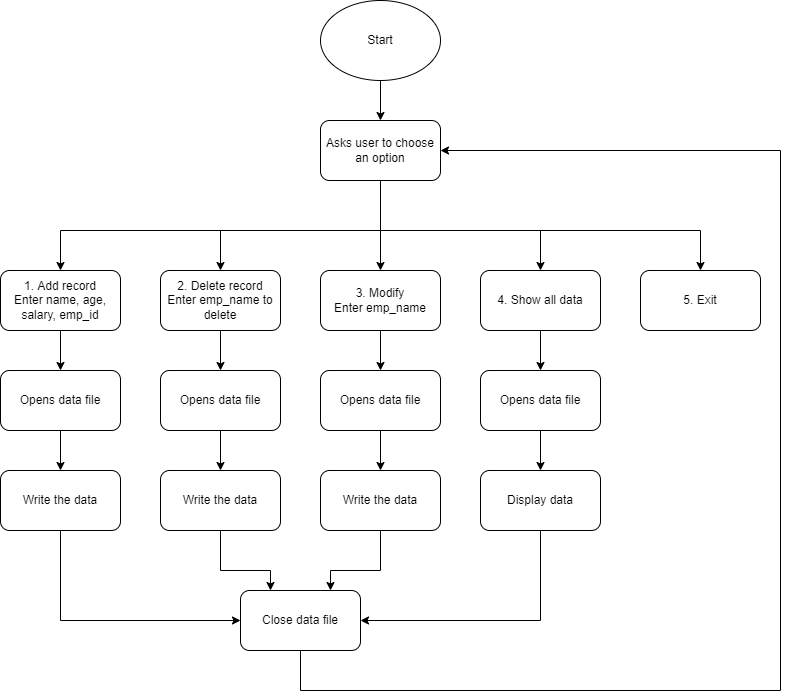 Start
Asks user to choose
an option
1. Add record
Enter name, age,
salary, emp_id
2. Delete record
Enter emp_name to
delete
3. Modify
Enter emp_name
4. Show all data
5. Exit
Opens data file
Opens data file
Opens data file
Opens data file
Write the data
Write the data
Write the data
Display data
Close data file